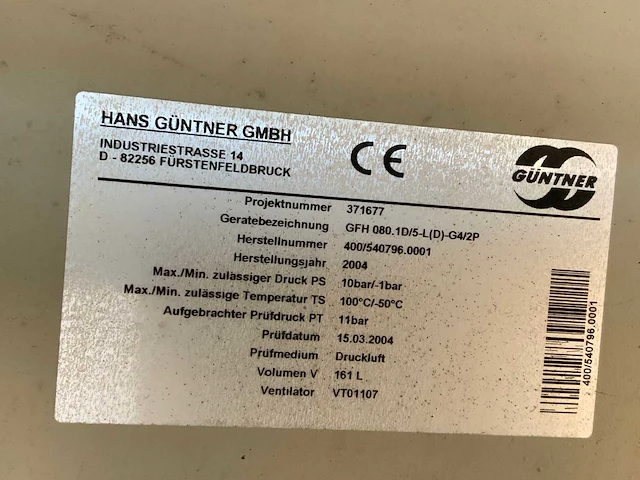 HANS GÜNTNER GMBH
INDUSTRIESTRASSE 14
D - 82256 FÜRSTENFELDBRUCK
CE
GÜNTNER
Projektnummer 371677
Geratebezeichnung GFH 080.1D/5-L(D)-G4/2P
Herstellnummer 400/540796.0001
Herstellungsjahr 2004
Max./Min. zulässiger Druck PS 10bar/-1bar
Max./Min. zulässige Temperatur TS 100°C/-50°C
Aufgebrachter Prüfdruck PT 11bar
Prüfdatum 15.03.2004
Prüfmedium Druckluft
Volumen V 161 L
Ventilator VT01107
400/540796.0001